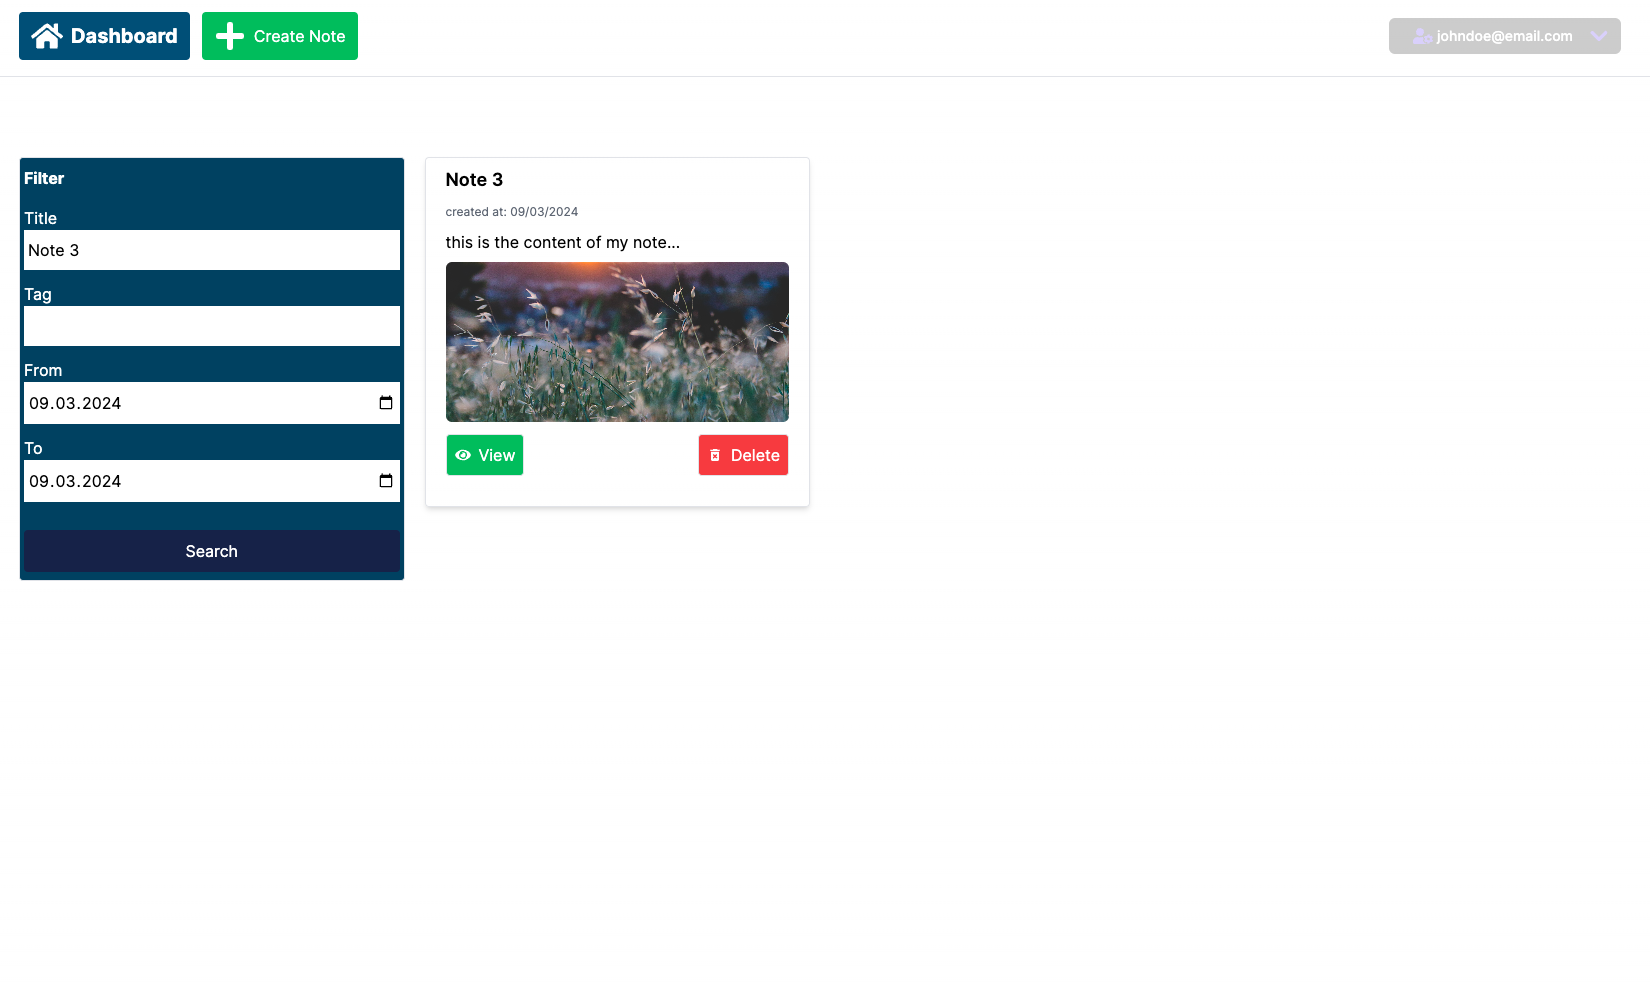 Dashboard
Create Note
johndoe@email.com
Filter
Title
Note 3
Tag
From
09.03.2024
To
09.03.2024
Search
Note 3
created at: 09/03/2024
this is the content of my note...
View
Delete